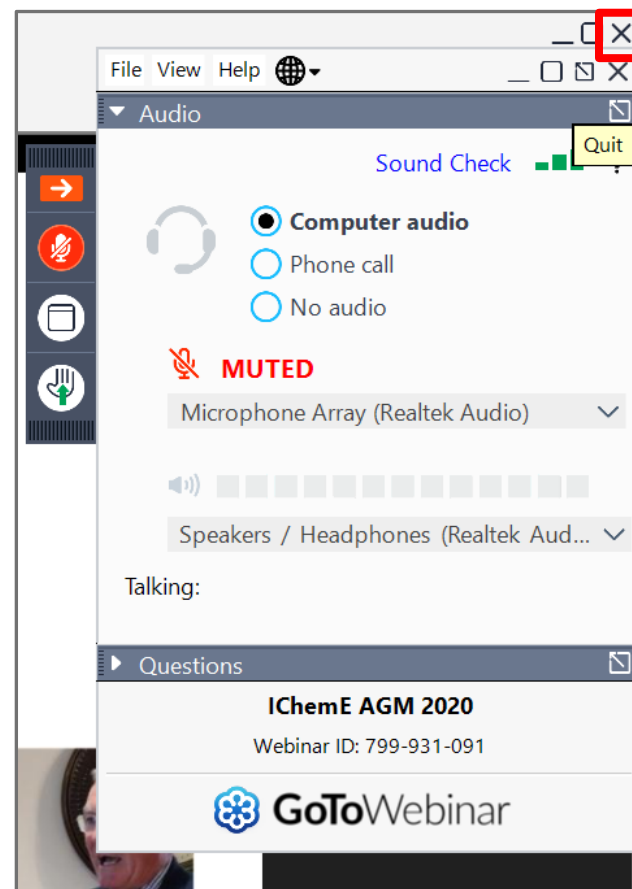 File View Help
Audio
Quit
Sound Check
Computer audio
Phone call
No audio
MUTED
Microphone Array (Realtek Audio)
Speakers / Headphones (Realtek Aud...
Talking:
Questions
IChemE AGM 2020
Webinar ID: 799-931-091
GoToWebinar